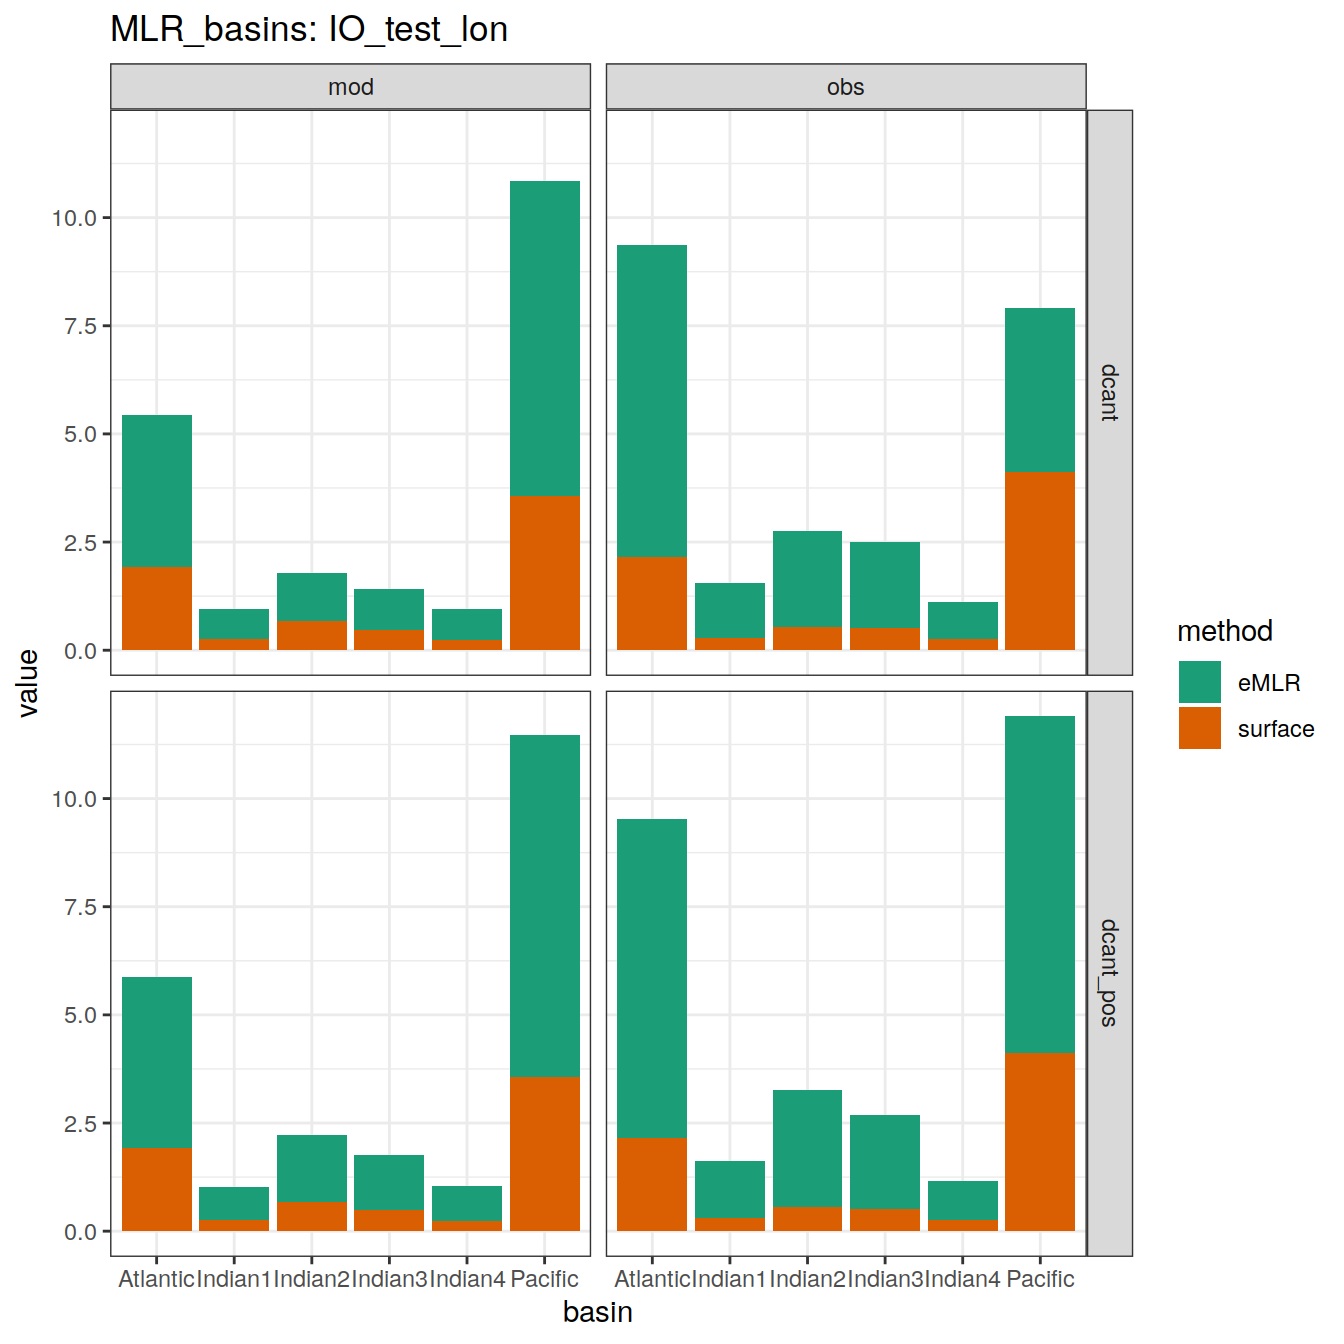 MLR_basins: IO_test_lon
mod
obs
10.0
7.5
5.0
2.5
0.0
dcant
10.0
7.5
5.0
2.5
0.0
dcant_pos
value
Atlantic Indian1 Indian2 Indian3 Indian4 Pacific
Atlantic Indian1 Indian2 Indian3 Indian4 Pacific
basin
method
eMLR
surface